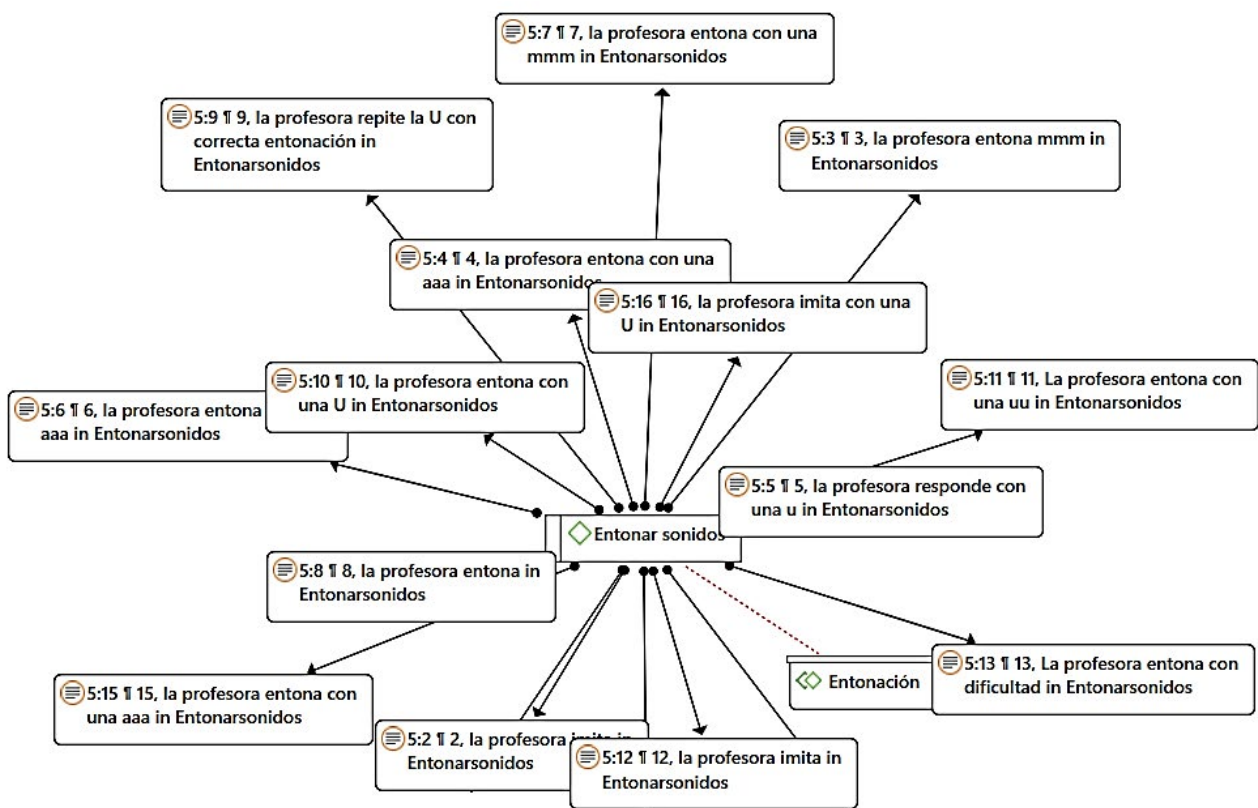 5:7 ¶ 7, la profesora entona con una
mmm in Entonarsonidos
5:9 ¶ 9, la profesora repite la U con
correcta entonación in
Entonarsonidos
5:3 ¶ 3, la profesora entona mmm in
Entonarsonidos
5:4 ¶ 4, la profesora entona con una
aaa in Entonarsonidos
5:16 ¶ 16, la profesora imita con una
U in Entonarsonidos
5:10 ¶ 10, la profesora entona con
una U in Entonarsonidos
5:6 ¶ 6, la profesora entona
aaa in Entonarsonidos
5:11 ¶ 11, La profesora entona con
una uu in Entonarsonidos
5:5 ¶ 5, la profesora responde con
una u in Entonarsonidos
Entonar sonidos
5:8 ¶ 8, la profesora entona in
Entonarsonidos
5:13 ¶ 13, La profesora entona con
dificultad in Entonarsonidos
Entonación
5:15 ¶ 15, la profesora entona con
una aaa in Entonarsonidos
5:2 ¶ 2, la profesora imita in
Entonarsonidos
5:12 ¶ 12, la profesora imita in
Entonarsonidos